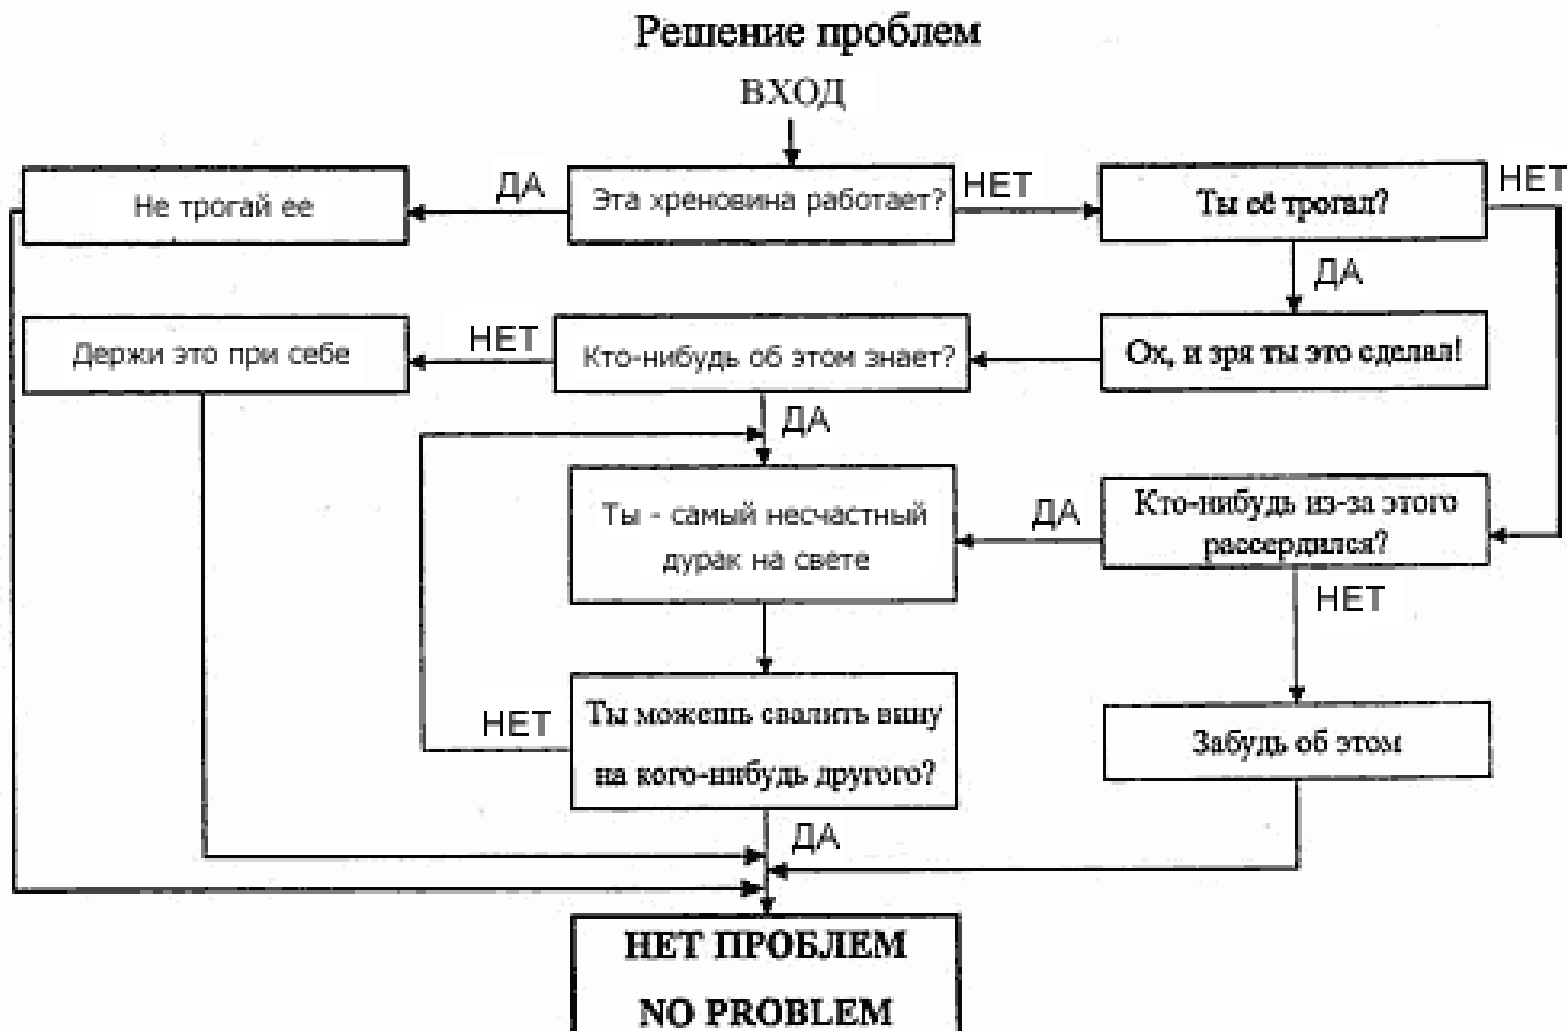 Решение проблем
ВХОД
Не трогай ее
ДА
Эта хреновина работает?
НЕТ
Ты её трогал?
НЕТ
ДА
Держи это при себе
НЕТ
Кто-нибудь об этом знает?
Ох, и зря ты это сделал!
ДА
Ты - самый несчастный
дурак на свете
ДА
Кто-нибудь из-за этого
рассердился?
НЕТ
НЕТ
Ты можешь свалить вину
на кого-нибудь другого?
Забудь об этом
ДА
НЕТ ПРОБЛЕМ
NO PROBLEM